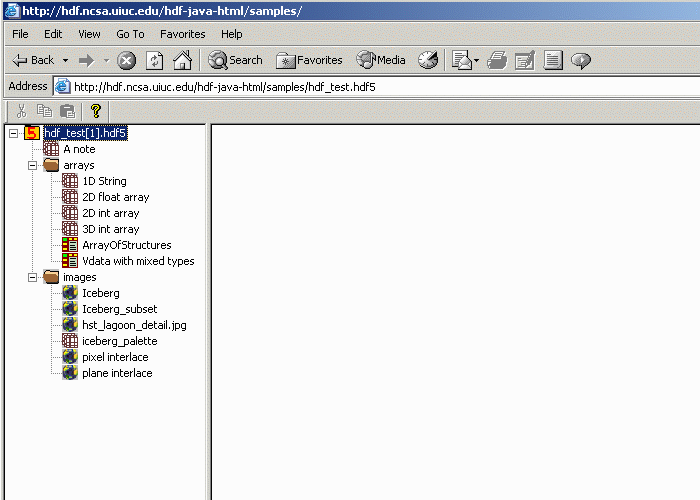 http://hdf.ncsa.uiuc.edu/hdf-java-html/samples/
File Edit View Go To Favorites Help
Back Search Favorites Media
Address http://hdf.ncsa.uiuc.edu/hdf-java-html/samples/hdf_test.hdf5
hdf_test[1].hdf5
A note
arrays
1D String
2D float array
2D int array
3D int array
ArrayOfStructures
Vdata with mixed types
images
Iceberg
Iceberg_subset
hst_lagoon_detail.jpg
iceberg_palette
pixel interlace
plane interlace